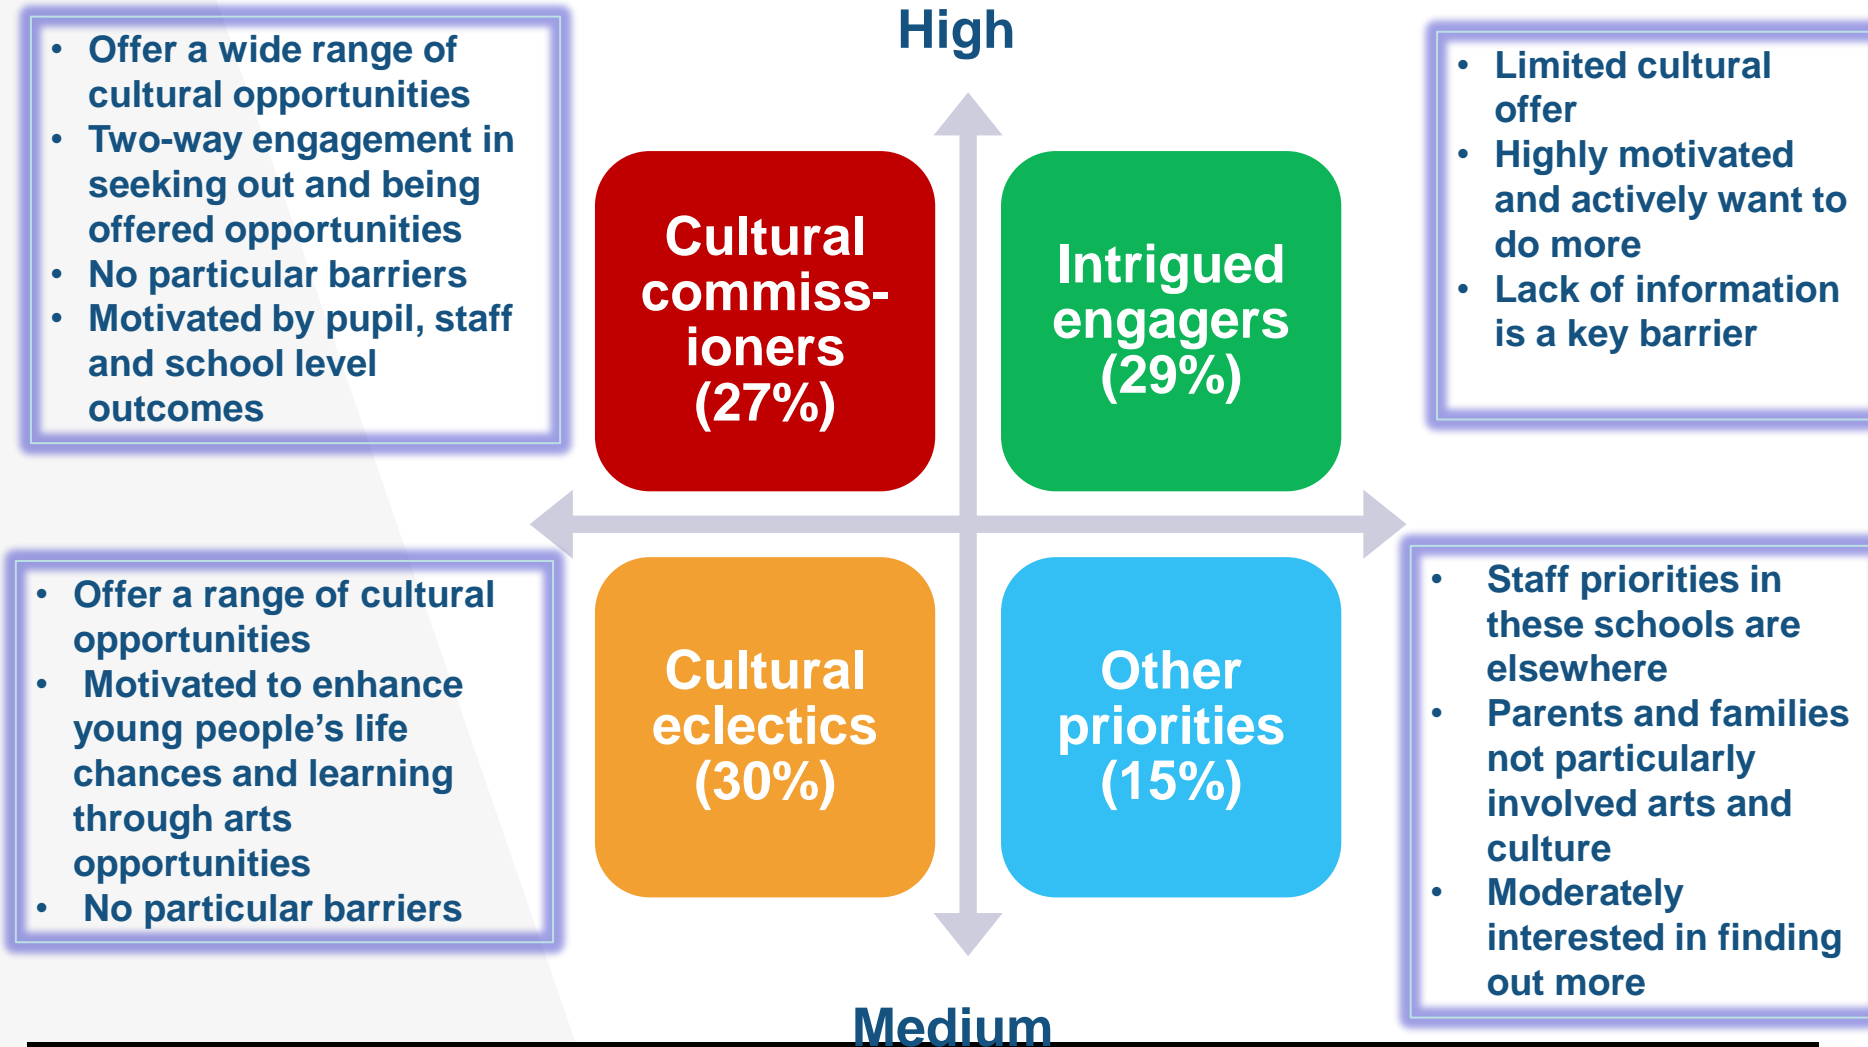 High
• Offer a wide range of
cultural opportunities
• Two-way engagement in
seeking out and being
offered opportunities
• No particular barriers
• Motivated by pupil, staff
and school level
outcomes
Cultural
commiss-
ioners
(27%)
Intrigued
engagers
(29%)
• Limited cultural
offer
• Highly motivated
and actively want to
do more
• Lack of information
is a key barrier
• Offer a range of cultural
opportunities
• Motivated to enhance
young people’s life
chances and learning
through arts
opportunities
• No particular barriers
Cultural
eclectics
(30%)
Other
priorities
(15%)
• Staff priorities in
these schools are
elsewhere
• Parents and families
not particularly
involved arts and
culture
• Moderately
interested in finding
out more
Medium